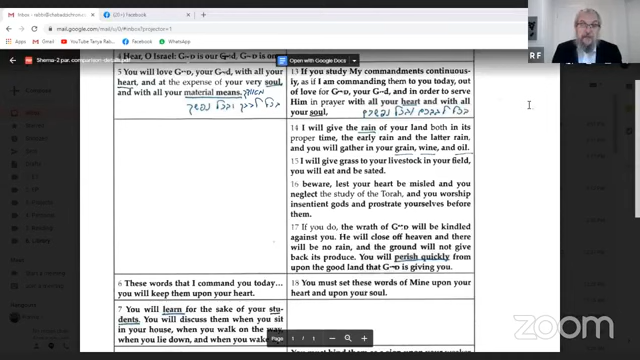 Inbox - rabbi@chabadrichmo
(20+) Facebook
mail.google.com/mail/u/0/#inbox?projector=1
Apps
YouTube Tanya Rab
Facebook
Shema-2 par. comparison-details.pdf
Open with Google Docs
4 Hear, O Israel: G—D is our G—d, G—D is one
5 You will love G—D, your G—d, with all your
heart, and at the expense of your very soul,
and with all your material means.
13 If you study My commandments continuous-
ly, as if I am commanding them to you today, out
of love for G—D, your G—d, and in order to serve
Him in prayer with all your heart and with all
your soul,
14 I will give the rain of your land both in its
proper time, the early rain and the latter rain,
and you will gather in your grain, wine, and oil.
15 I will give grass to your livestock in your field,
you will eat and be sated.
16 beware, lest your heart be misled and you
neglect the study of the Torah, and you worship
insentient gods and prostrate yourselves before
them.
17 If you do, the wrath of G—D will be kindled
against you. He will close off heaven and there
will be no rain, and the ground will not give
back its produce. You will perish quickly from
upon the good land that G—D is giving you.
6 These words that I command you today…
you will keep them upon your heart.
18 You must set these words of Mine upon your
heart and upon your soul.
7 You will learn for the sake of your stu-
dents. You will discuss them when you sit
in your house, when you walk on the way,
when you lie down, and when you wake
Page 1 / 1
R F
zoom
LIVE